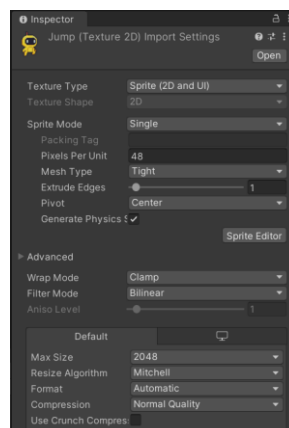 Inspector
Jump (Texture 2D) Import Settings
Open
Texture Type Sprite (2D and UI)
Texture Shape 2D
Sprite Mode Single
Packing Tag
Pixels Per Unit 48
Mesh Type Tight
Extrude Edges 1
Pivot Center
Generate Physics S
Sprite Editor
Advanced
Wrap Mode Clamp
Filter Mode Bilinear
Aniso Level 1
Default
Max Size 2048
Resize Algorithm Mitchell
Format Automatic
Compression Normal Quality
Use Crunch Compres